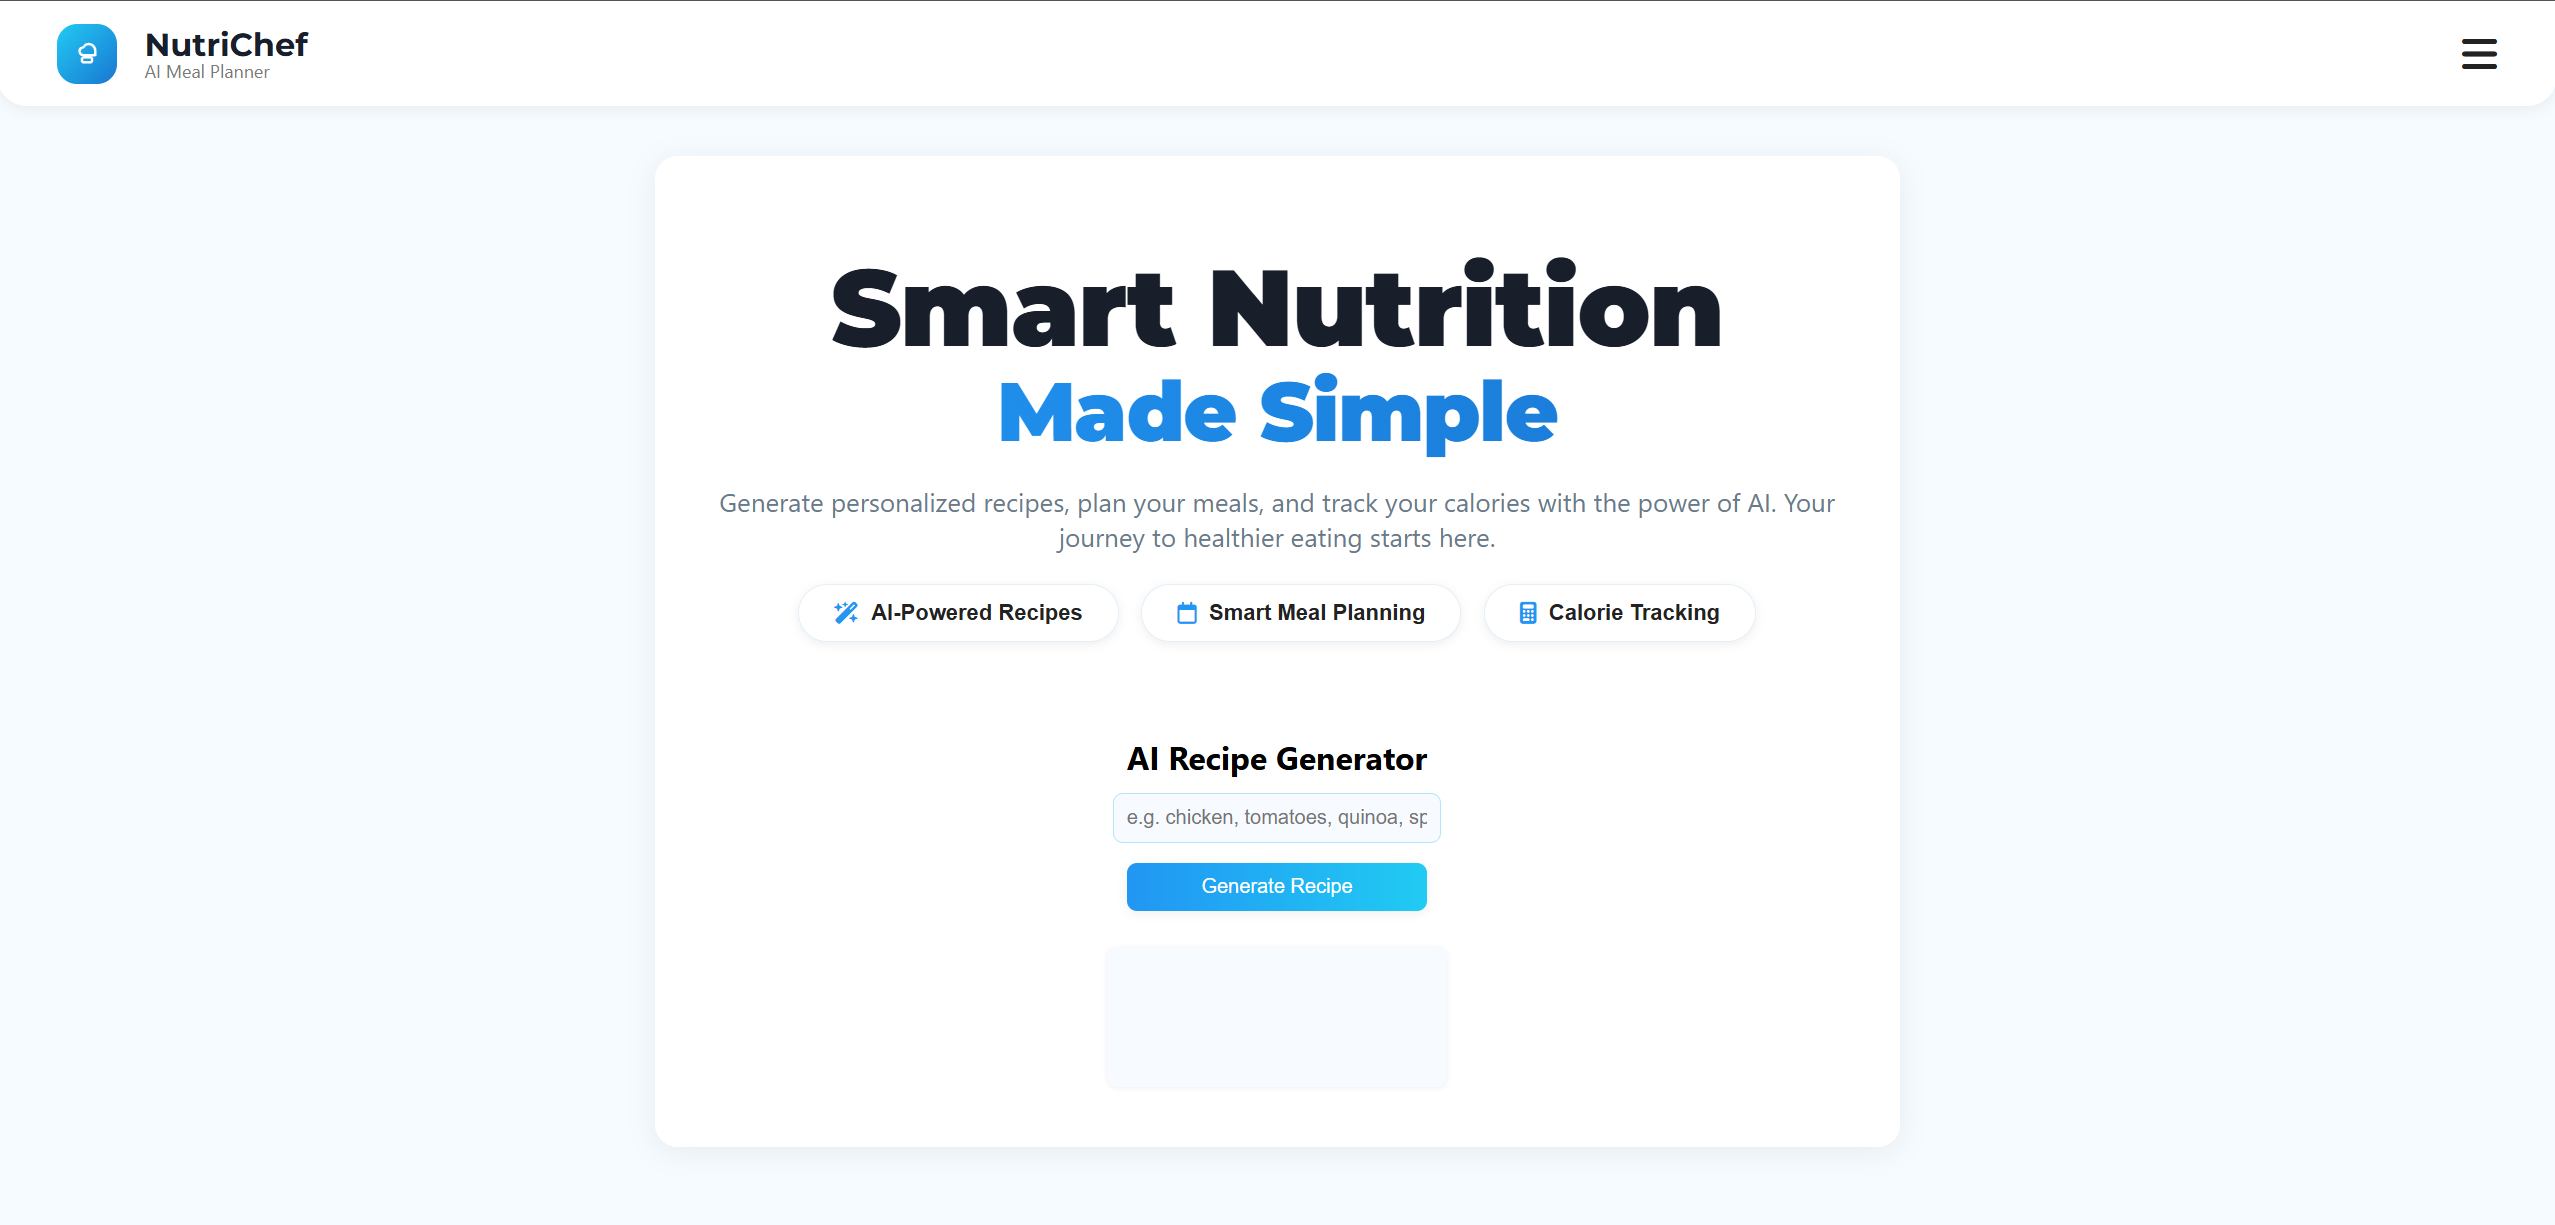 NutriChef
AI Meal Planner
Smart Nutrition
Made Simple
Generate personalized recipes, plan your meals, and track your calories with the power of AI. Your
journey to healthier eating starts here.
AI-Powered Recipes
Smart Meal Planning
Calorie Tracking
AI Recipe Generator
e.g. chicken, tomatoes, quinoa, sp
Generate Recipe